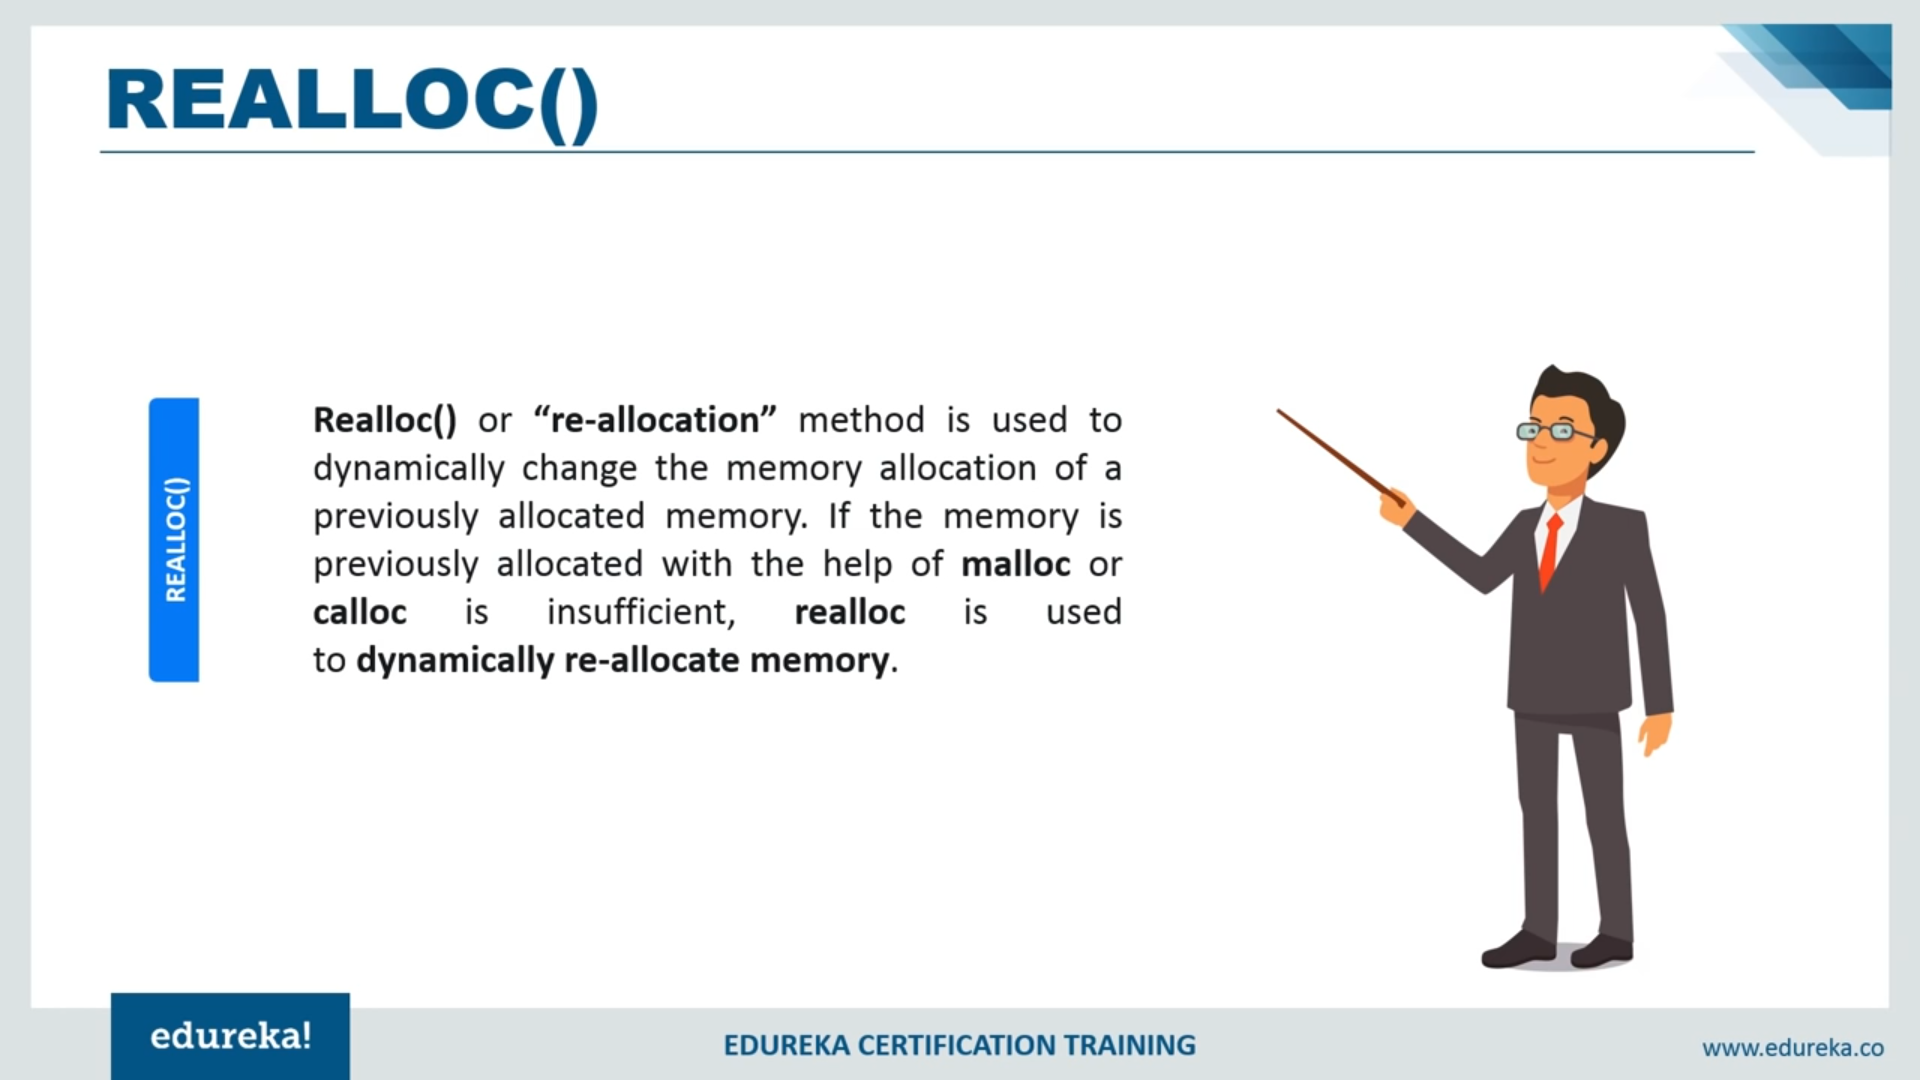 REALLOC()
REALLOC()
Realloc() or “re-allocation” method is used to
dynamically change the memory allocation of a
previously allocated memory. If the memory is
previously allocated with the help of malloc or
calloc is insufficient, realloc is used
to dynamically re-allocate memory.
edureka!
EDUREKA CERTIFICATION TRAINING
www.edureka.co